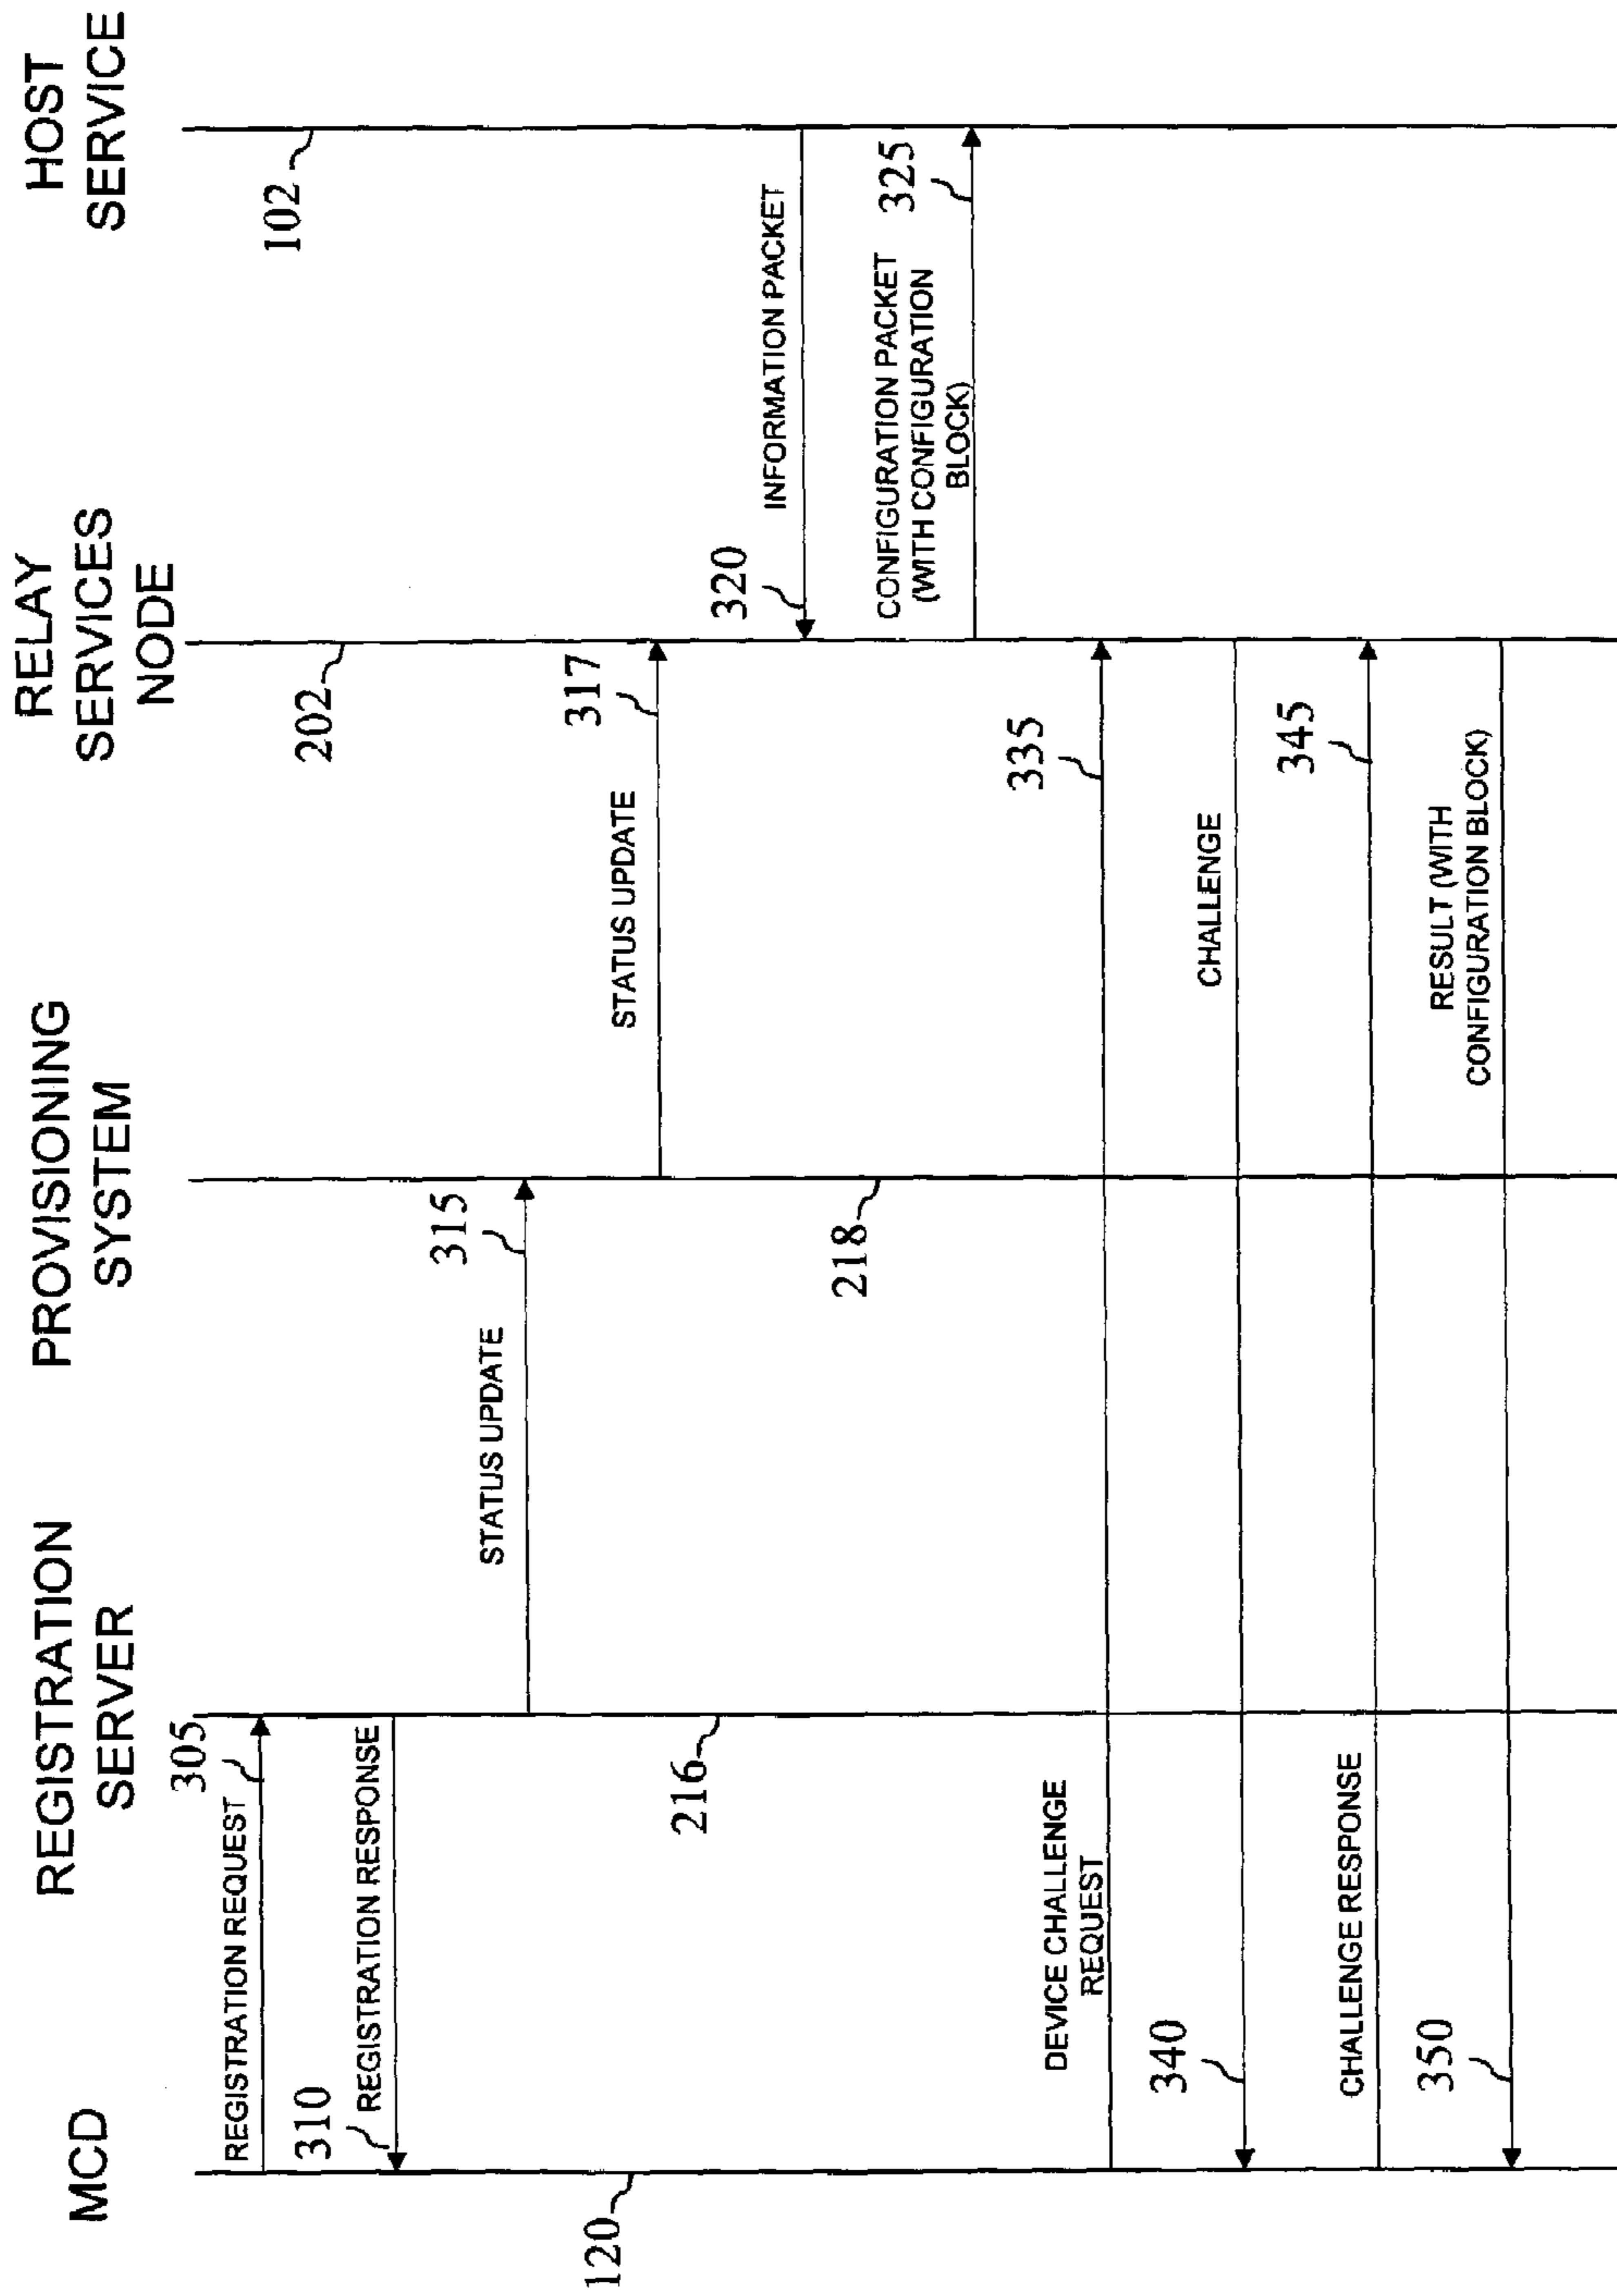 MCD
REGISTRATION
SERVER
PROVISIONING
SYSTEM
RELAY
SERVICES
NODE
HOST
SERVICE
REGISTRATION REQUEST
305
310
REGISTRATION RESPONSE
102
202
STATUS UPDATE
315
120
STATUS UPDATE
317
216
320
INFORMATION PACKET
218
CONFIGURATION PACKET
(WITH CONFIGURATION
BLOCK)
325
DEVICE CHALLENGE
REQUEST
335
340
CHALLENGE
CHALLENGE RESPONSE
345
350
RESULT (WITH
CONFIGURATION BLOCK)